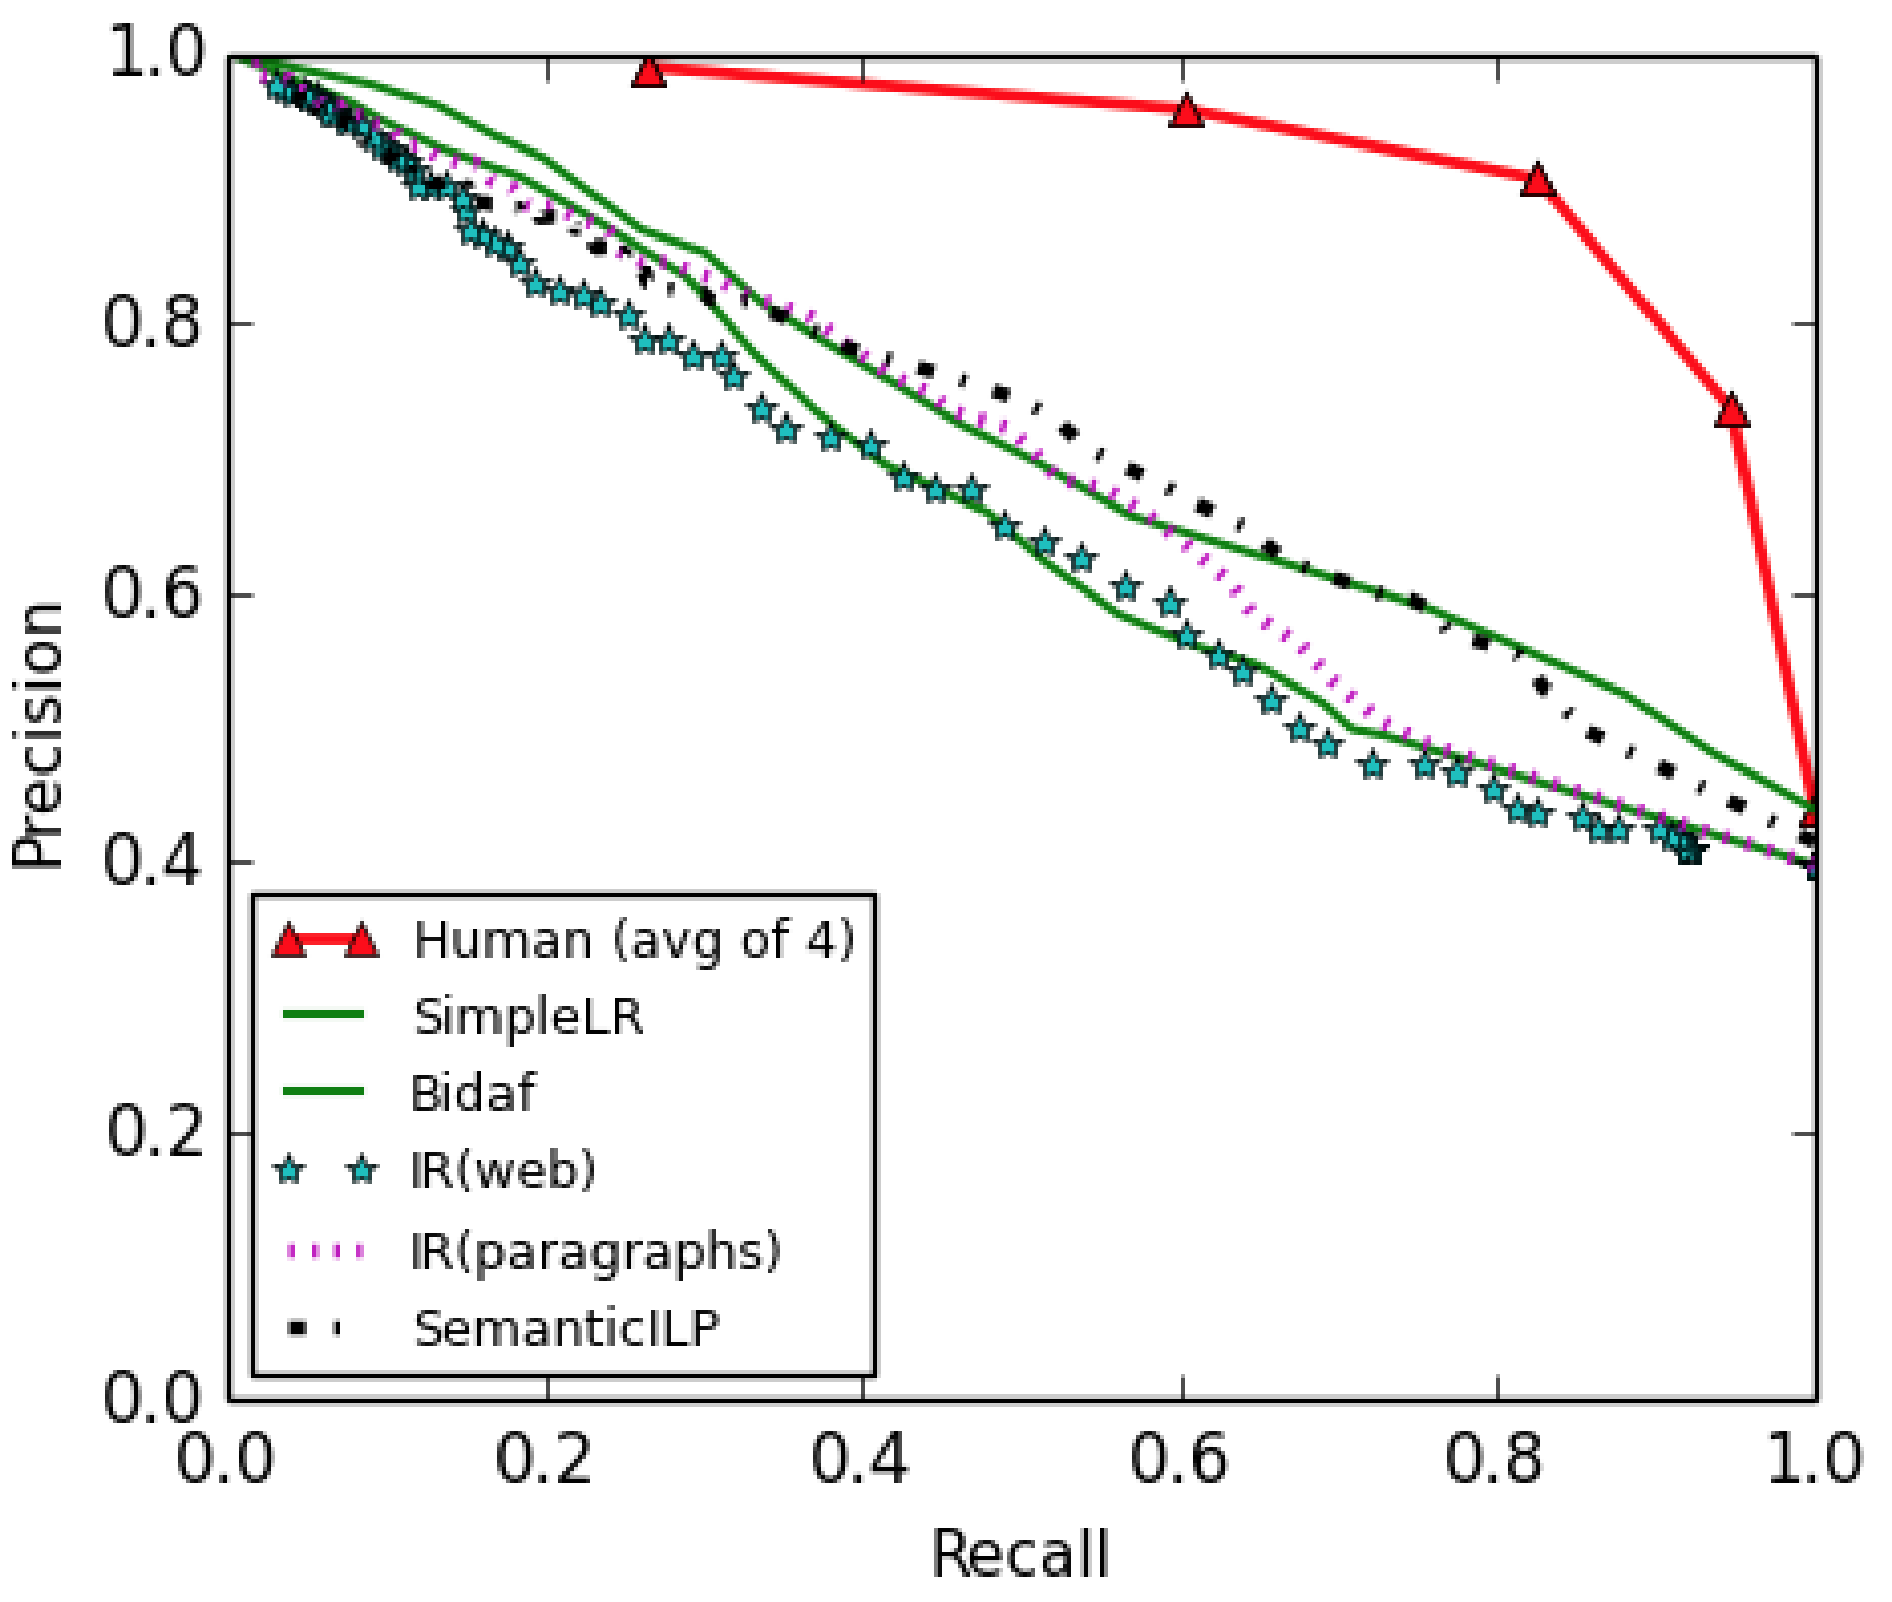 1.0
0.8
0.6
0.4
0.2
0.0
Precision
Human (avg of 4)
SimpleLR
Bidaf
IR(web)
IR(paragraphs)
SemanticILP
0.0 0.2 0.4 0.6 0.8 1.0
Recall